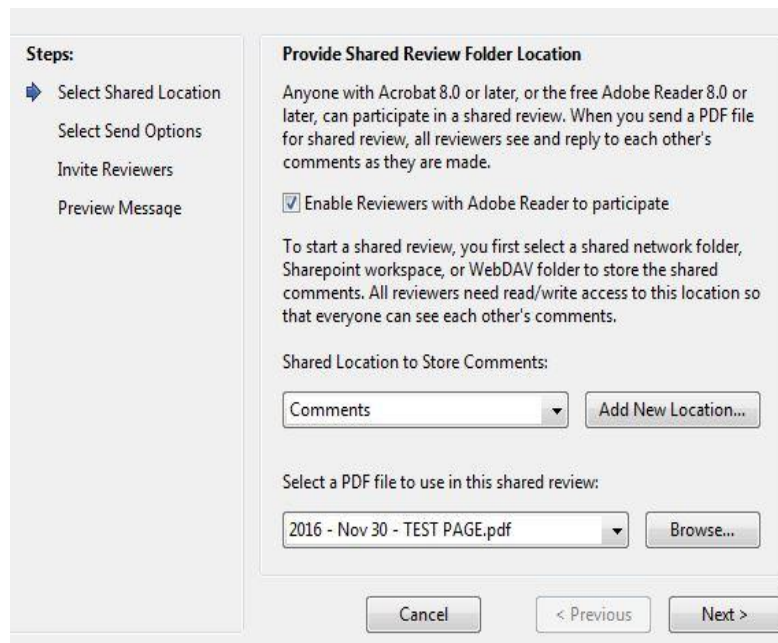 Steps:
Select Shared Location
Select Send Options
Invite Reviewers
Preview Message
Provide Shared Review Folder Location
Anyone with Acrobat 8.0 or later, or the free Adobe Reader 8.0 or
later, can participate in a shared review. When you send a PDF file
for shared review, all reviewers see and reply to each other's
comments as they are made.
Enable Reviewers with Adobe Reader to participate
To start a shared review, you first select a shared network folder,
Sharepoint workspace, or WebDAV folder to store the shared
comments. All reviewers need read/write access to this location so
that everyone can see each other's comments.
Shared Location to Store Comments:
Comments
Add New Location...
Select a PDF file to use in this shared review:
2016 - Nov 30 - TEST PAGE.pdf
Browse...
Cancel
< Previous
Next >